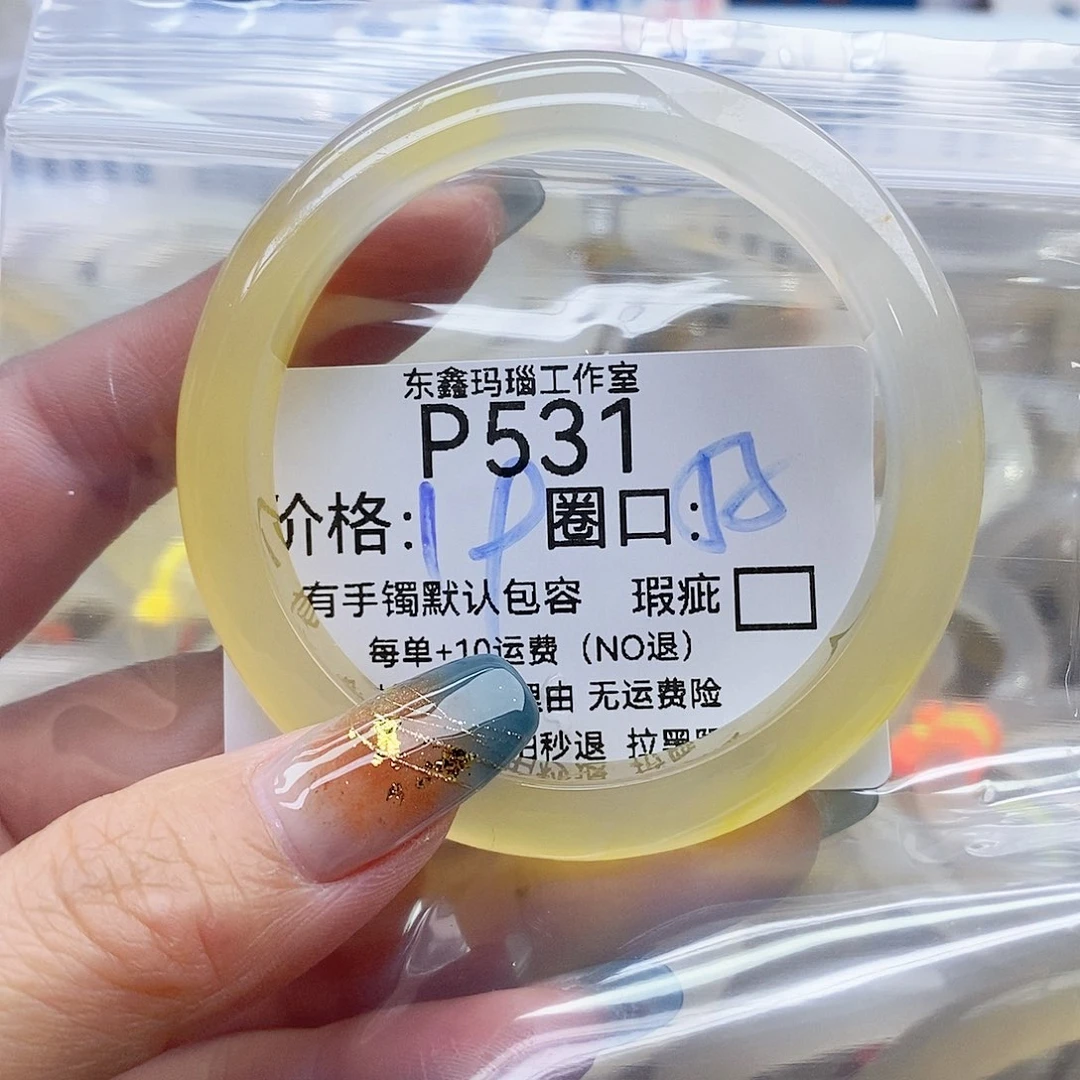 东鑫玛瑙工作室
P531
价格: 圈口:
有手镯默认包容 瑕疵
每单+10运费（NO退）
理由 无运费险
由秒退 拉黑